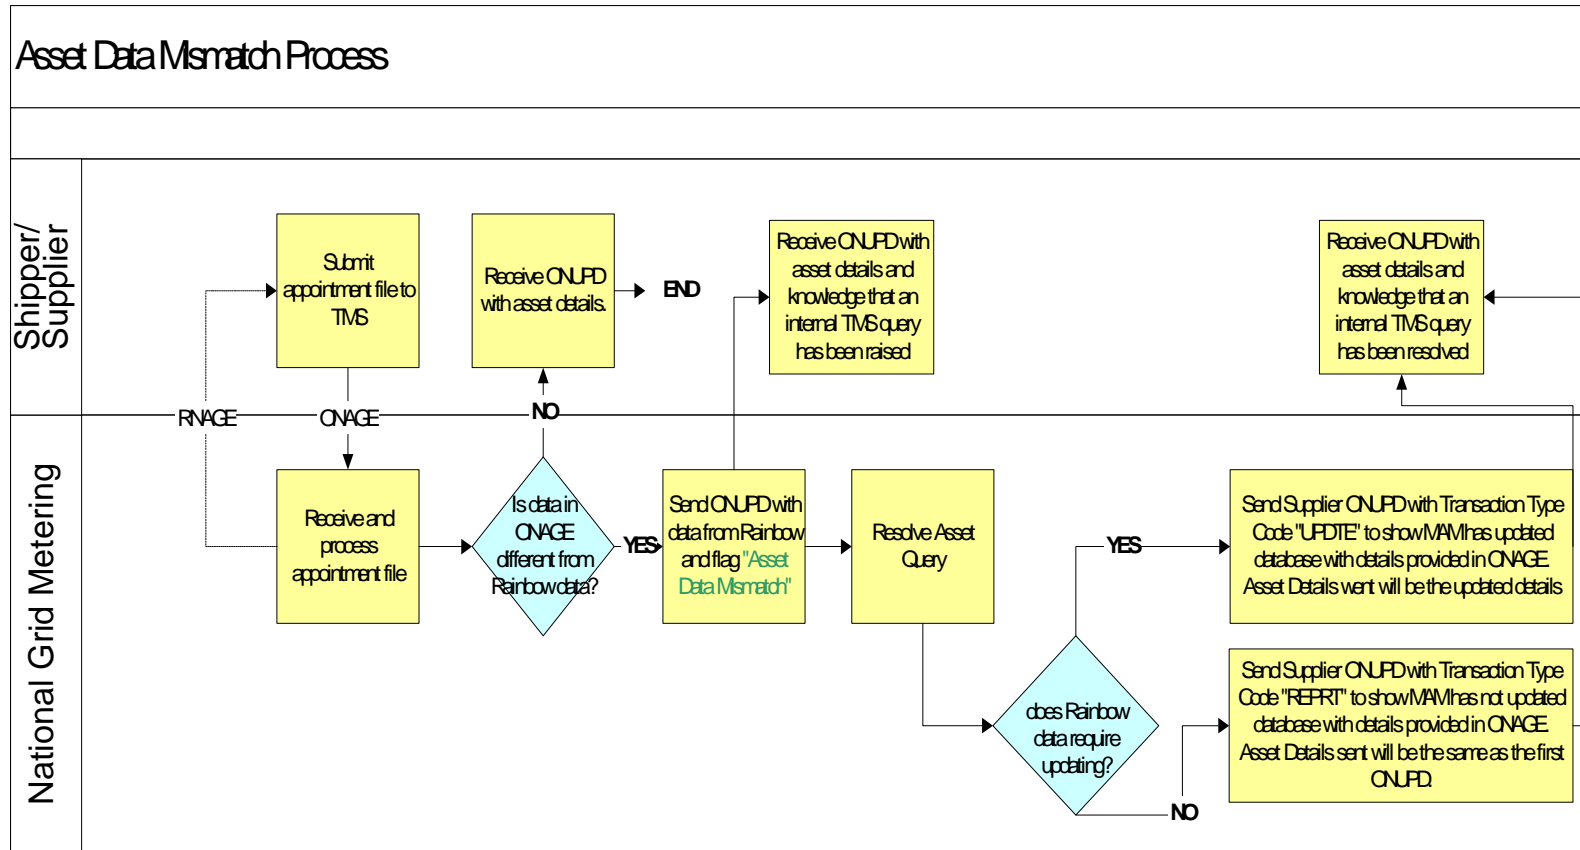 Asset Data Mismatch Process
Shipper/
Supplier
Submit
appointment file to
TMS
Receive ONUPD
with asset details.
END
Receive ONUPD with
asset details and
knowledge that an
internal TMS query
has been raised
Receive ONUPD with
asset details and
knowledge that an
internal TMS query
has been resolved
RNAGE
ONAGE
NO
National Grid Metering
Receive and
process
appointment file
Is data in
ONAGE
different from
Rainbow data?
YES
Send ONUPD with
data from Rainbow
and flag "Asset
Data Mismatch"
Resolve Asset
Query
does Rainbow
data require
updating?
YES
Send Supplier ONUPD with Transaction Type
Code "UPDTE" to show MAM has updated
database with details provided in ONAGE.
Asset Details went will be the updated details
NO
Send Supplier ONUPD with Transaction Type
Code "REPRT" to show MAM has not updated
database with details provided in ONAGE.
Asset Details sent will be the same as the first
ONUPD.